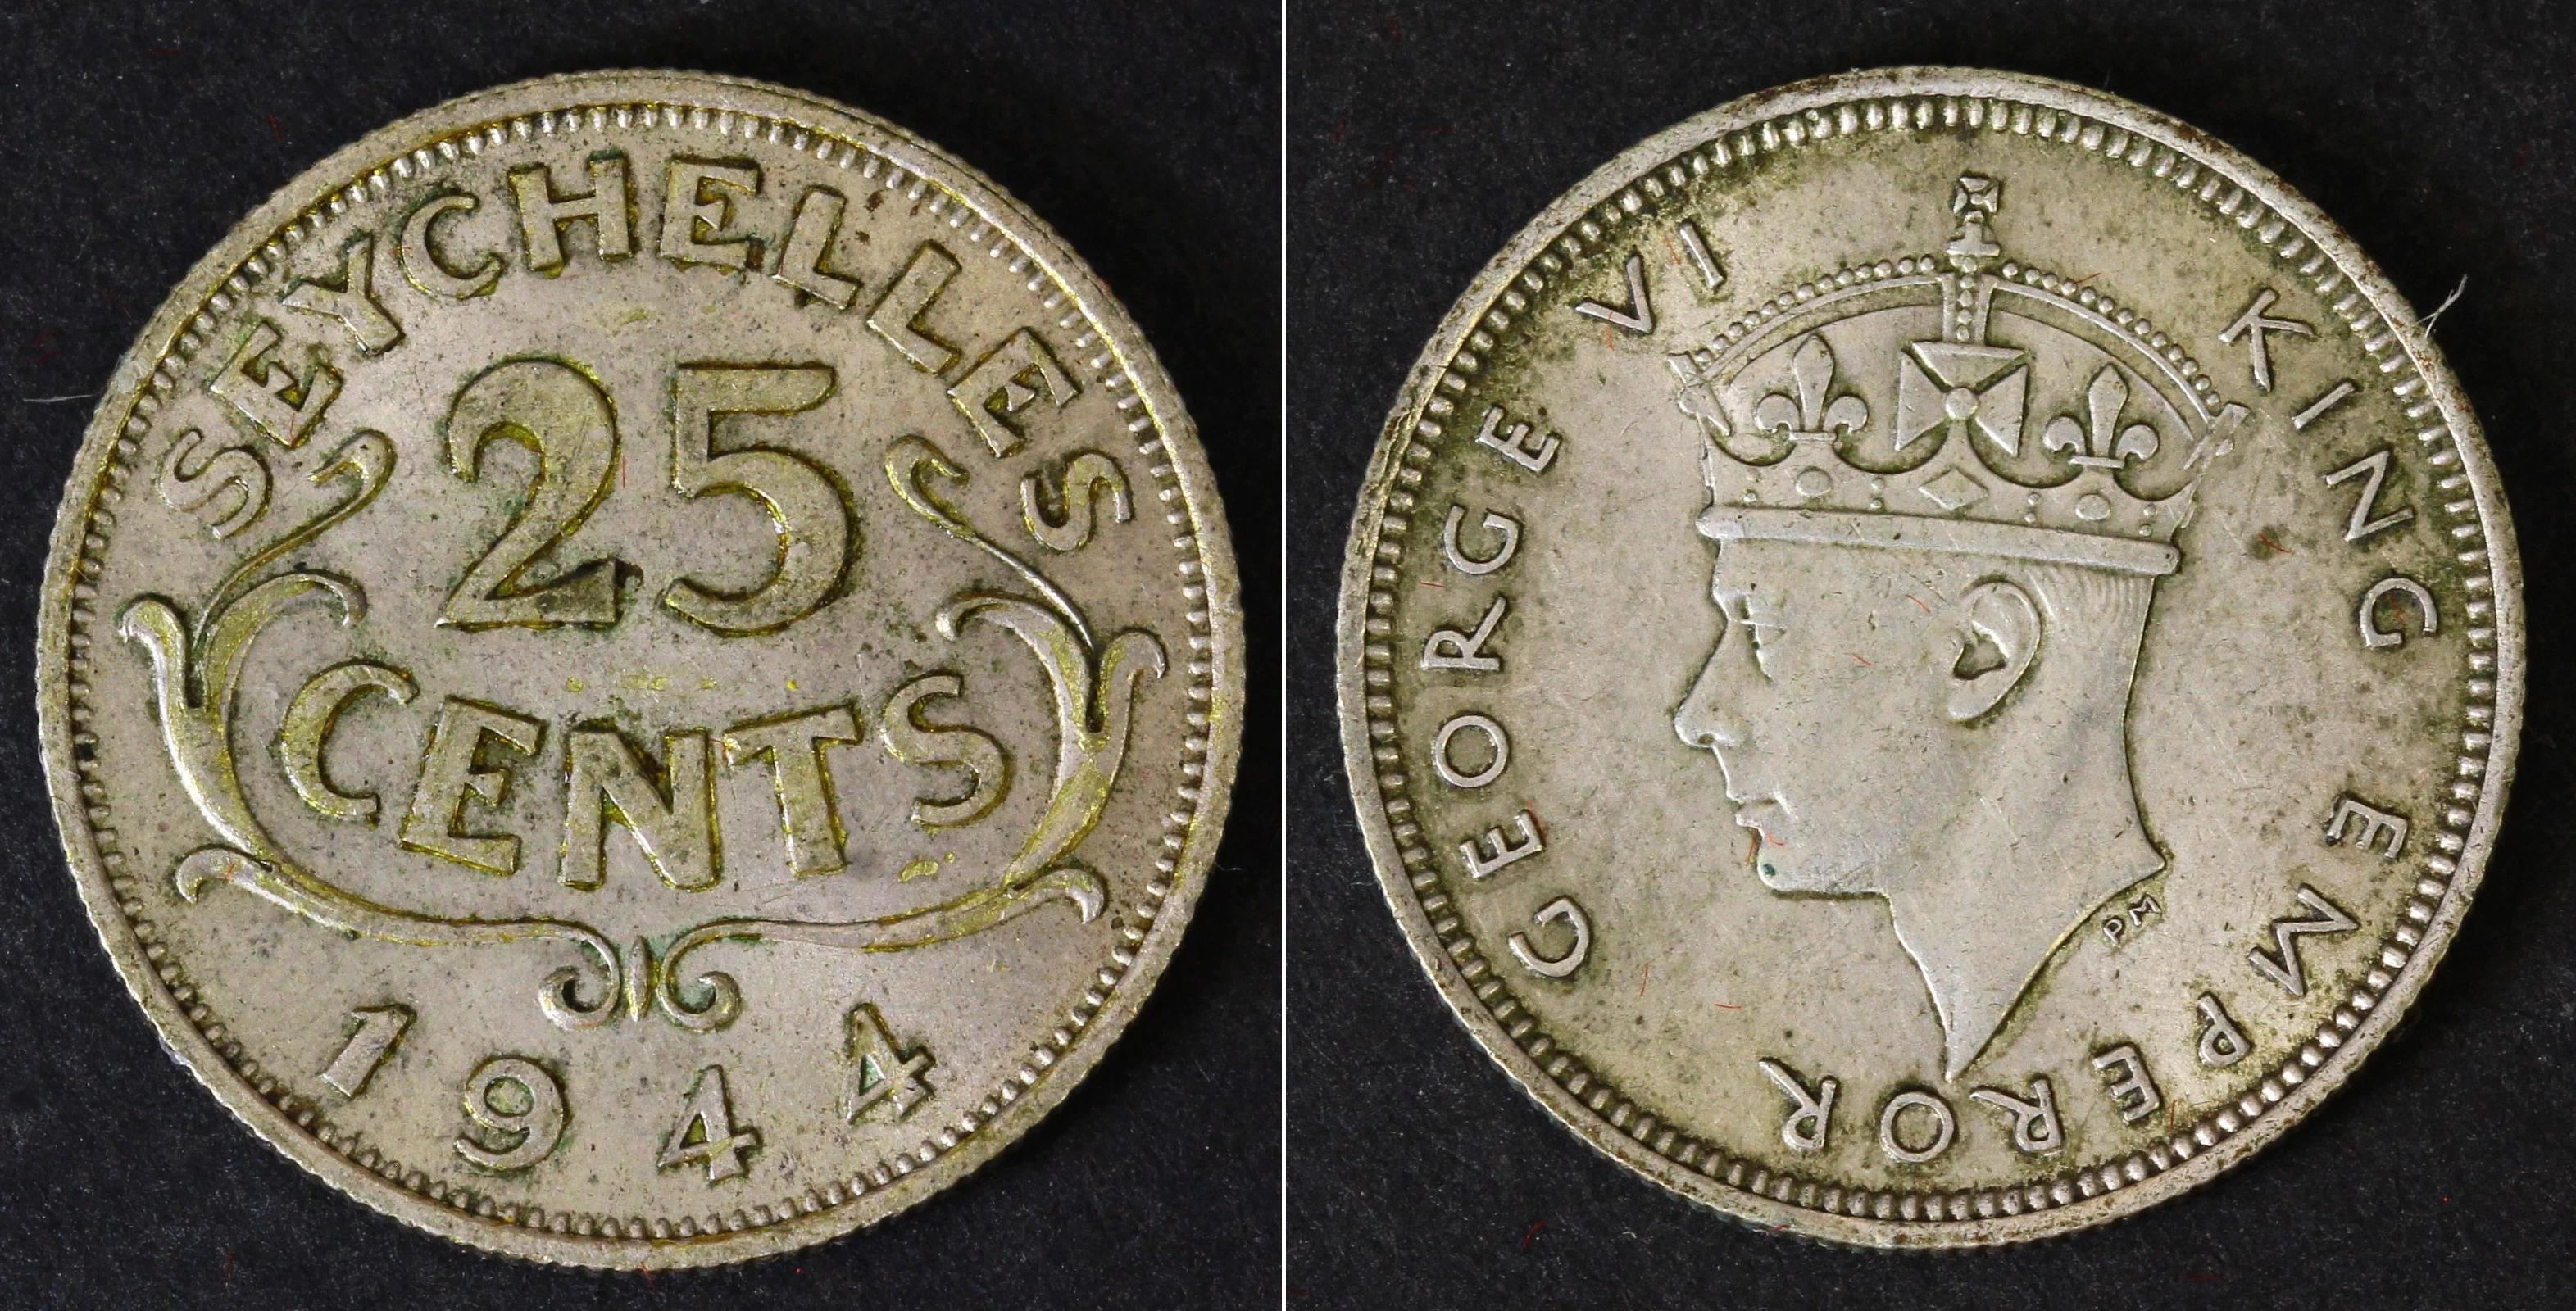 SEYCHELLES
25
CENTS
1944
GEORGE VI KING EMPEROR
PM